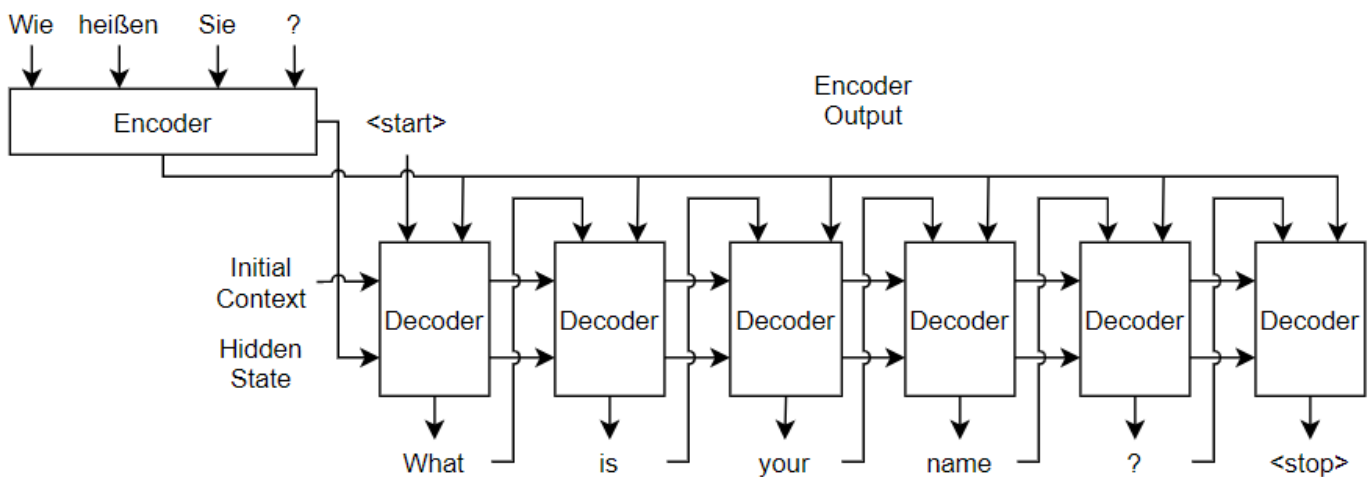 Wie heißen Sie ?
Encoder
<start>
Encoder
Output
Initial
Context
Hidden
State
Decoder Decoder Decoder Decoder Decoder Decoder
What is your name ? <stop>